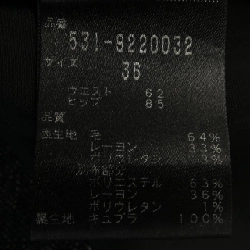 品番
531-9220032
サイズ
36
ウエスト 62
ヒップ 85
品質
表生地 毛 64%
レーヨン 33%
ポリウレタン 3%
別布部分
ポリエステル 63%
レーヨン 36%
ポリウレタン 1%
裏生地 キュプラ 100%